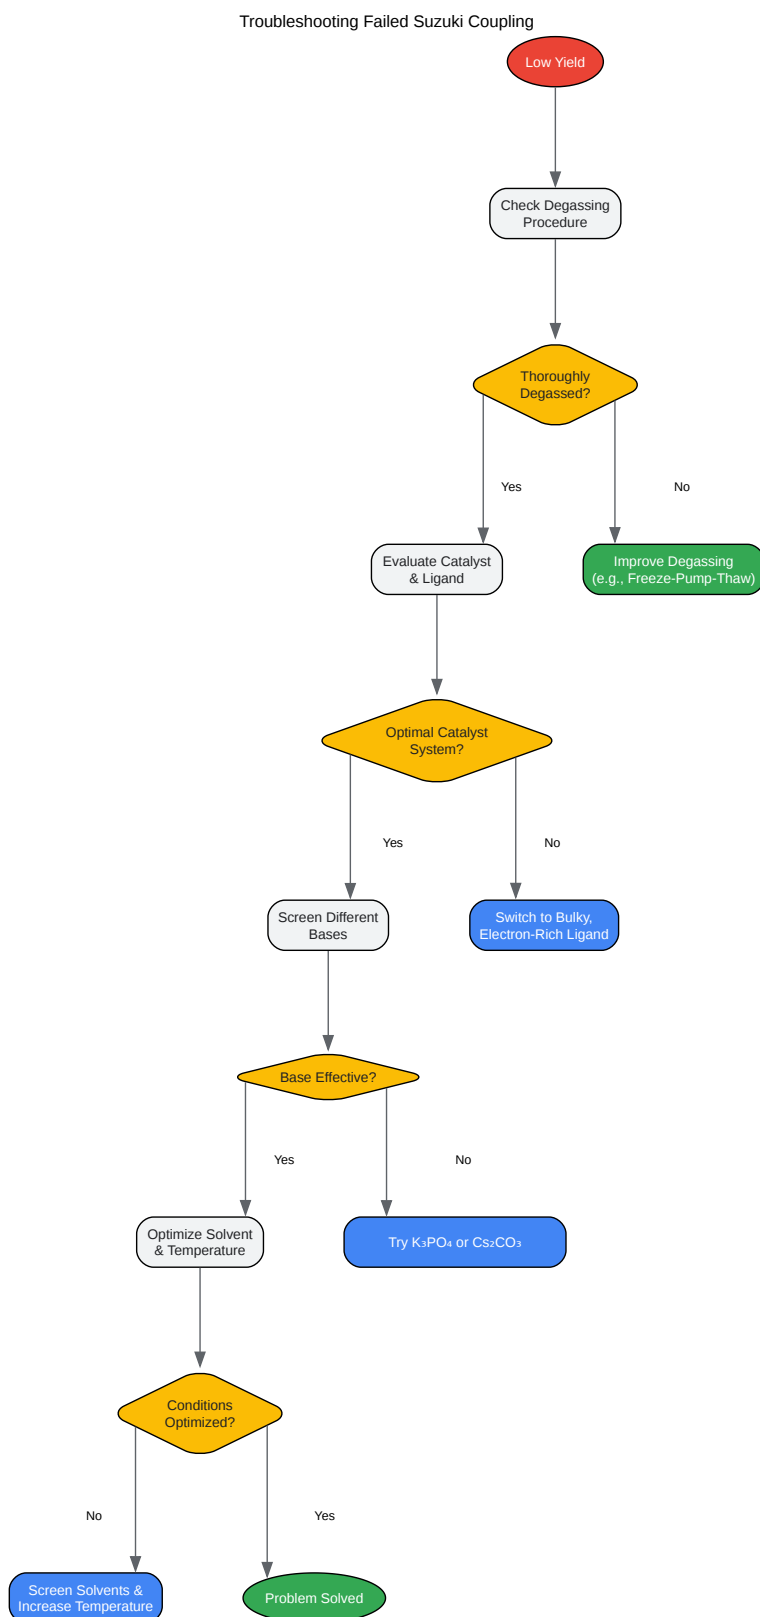 Troubleshooting Failed Suzuki Coupling
Low Yield
Check Degassing
Procedure
Thoroughly
Degassed?
Yes
No
Evaluate Catalyst
& Ligand
Improve Degassing
(e.g., Freeze-Pump-Thaw)
Optimal Catalyst
System?
Yes
No
Screen Different
Bases
Switch to Bulky,
Electron-Rich Ligand
Base Effective?
Yes
No
Optimize Solvent
& Temperature
Try K₃PO₄ or Cs₂CO₃
Conditions
Optimized?
No
Yes
Screen Solvents &
Increase Temperature
Problem Solved